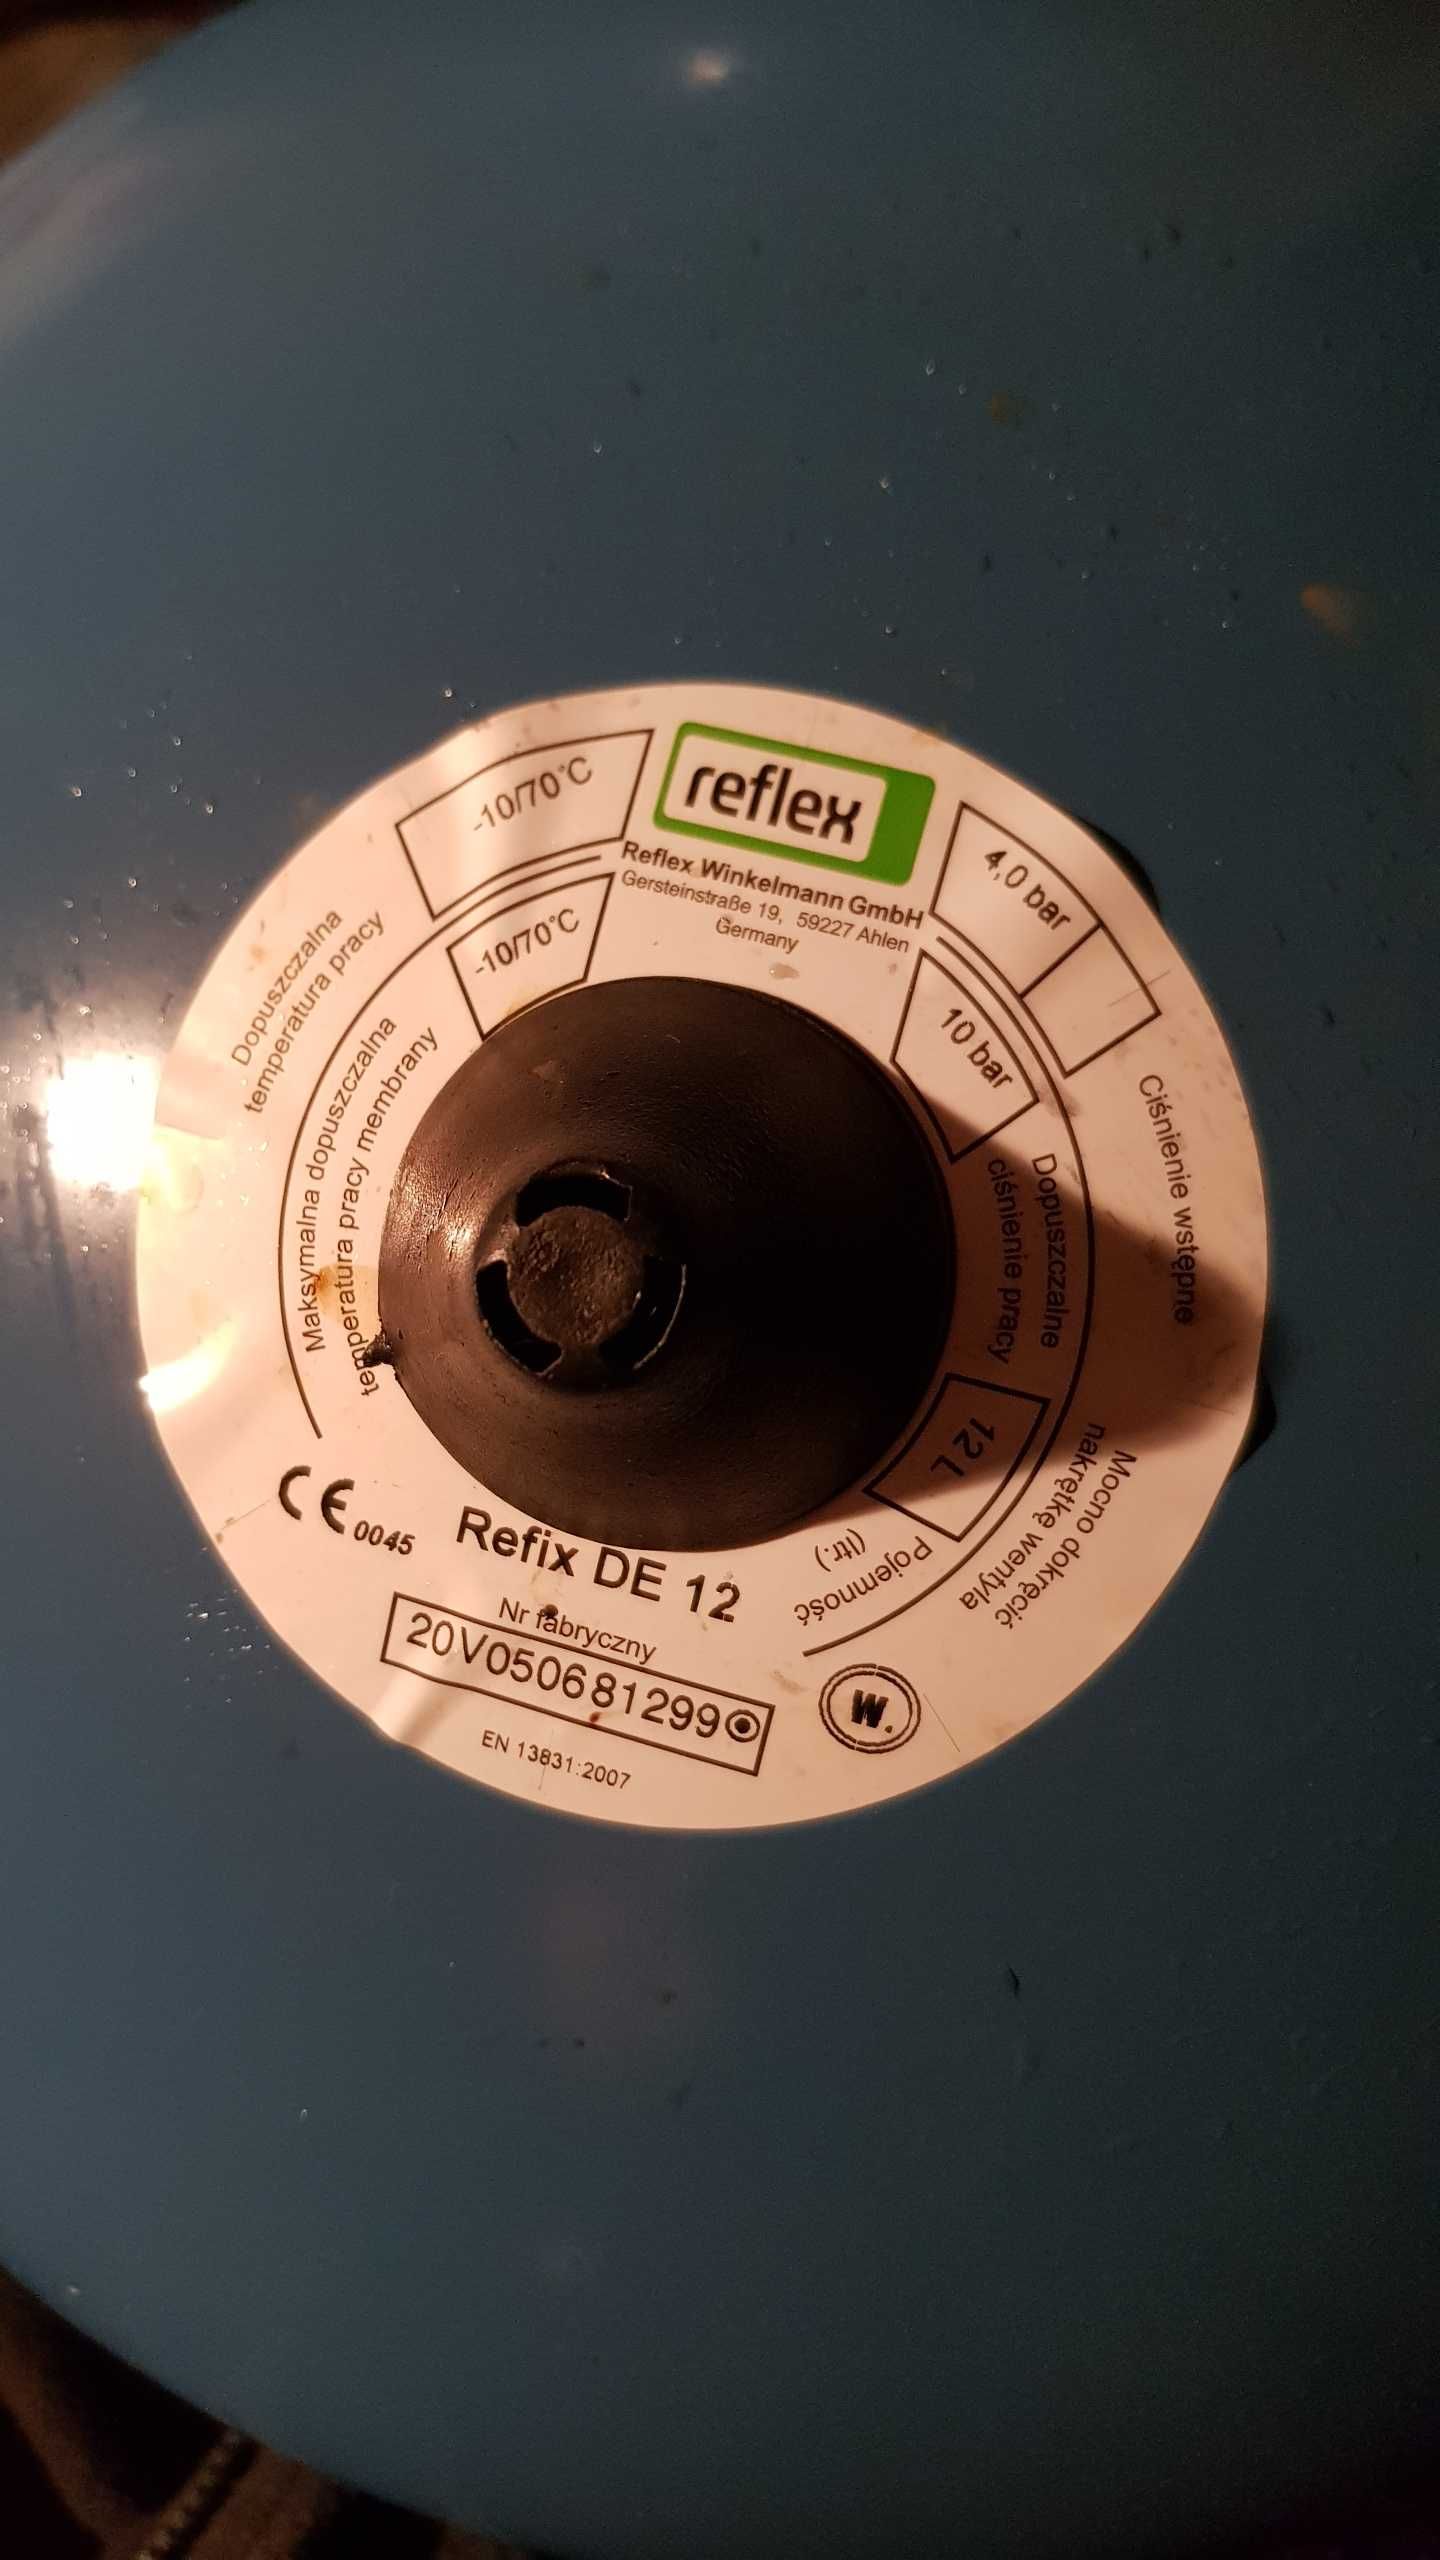 reflex
Reflex Winkelmann GmbH
Gersteinstraße 19, 59227 Ahlen
Germany
-10/70°C
Dopuszczalna
temperatura pracy
-10/70°C
Maksymalna dopuszczalna
temperatura pracy membrany
4,0 bar
Ciśnienie wstępne
10 bar
Dopuszczalne
ciśnienie pracy
12 L
Pojemność
(ltr.)
Mocno dokręcić
nakrętkę wentyla
CE 0045
Refix DE 12
Nr fabryczny
20V050681299
EN 13831:2007
W.